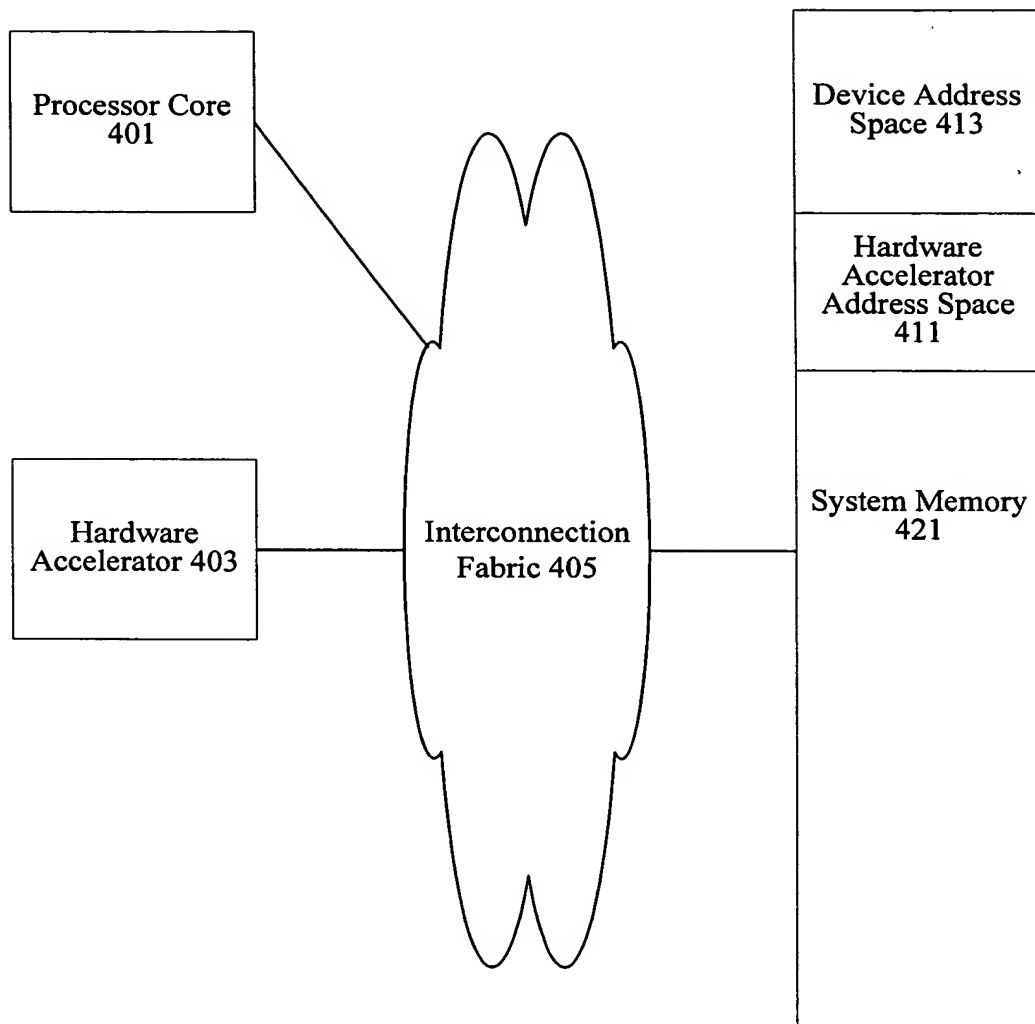 Processor Core
401
Device Address
Space 413
Hardware
Accelerator
Address Space
411
Hardware
Accelerator 403
Interconnection
Fabric 405
System Memory
421